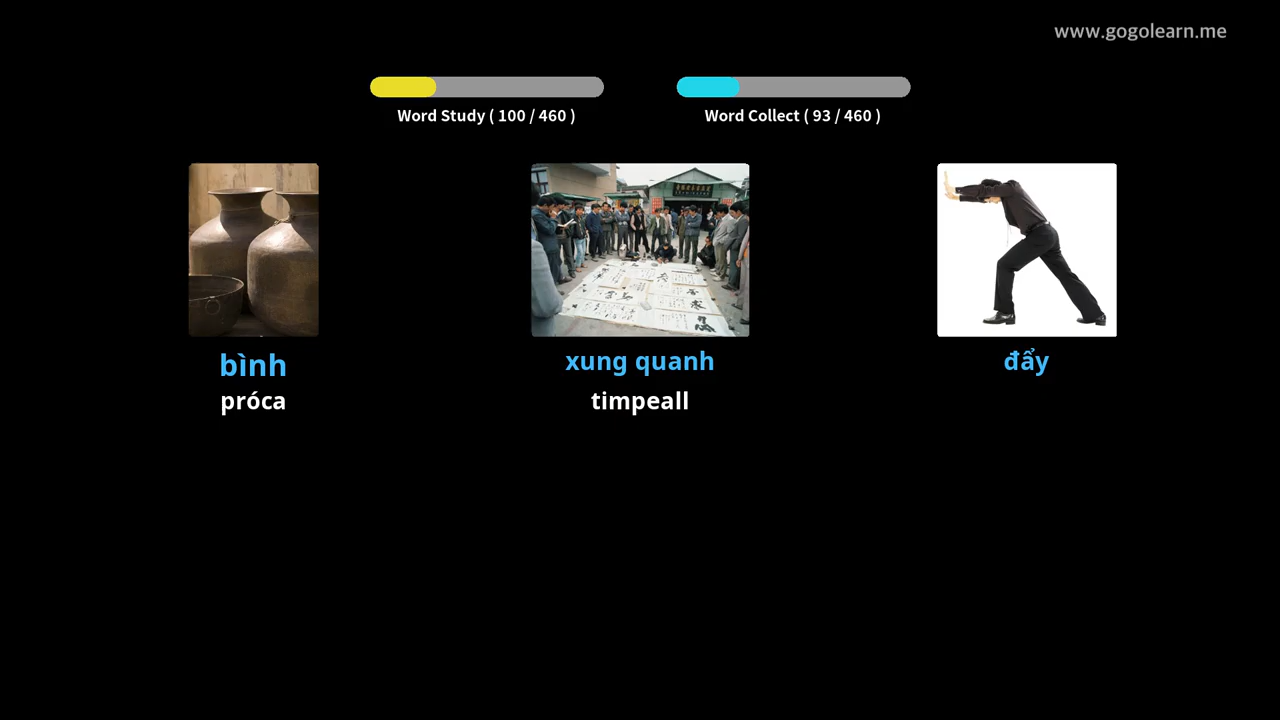 www.gogolearn.me
Word Study ( 100 / 460 )
Word Collect ( 93 / 460 )
bình
próca
xung quanh
timpeall
đẩy